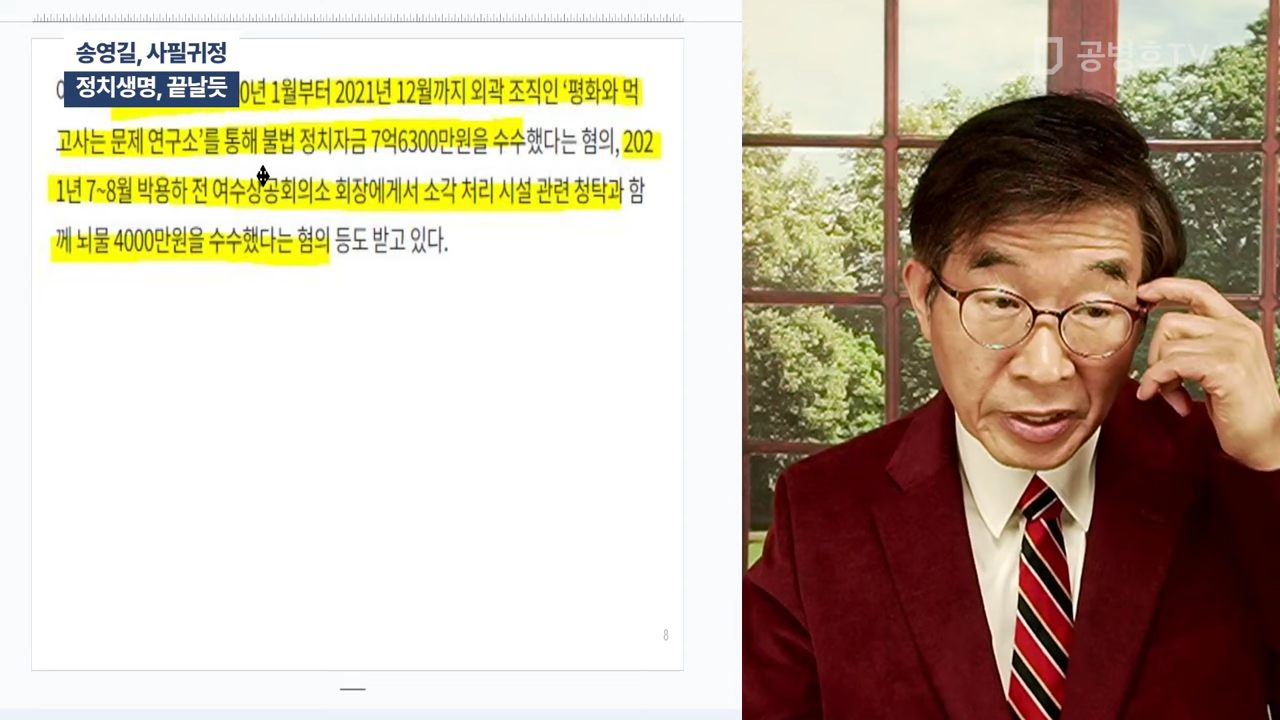 송영길, 사필귀정
정치생명, 끝날듯
0년 1월부터 2021년 12월까지 외곽 조직인 ‘평화와 먹
고사는 문제 연구소’를 통해 불법 정치자금 7억6300만원을 수수했다는 혐의, 202
1년 7~8월 박용하 전 여수상공회의소 회장에게서 소각 처리 시설 관련 청탁과 함
께 뇌물 4000만원을 수수했다는 혐의 등도 받고 있다.
8
공병호TV